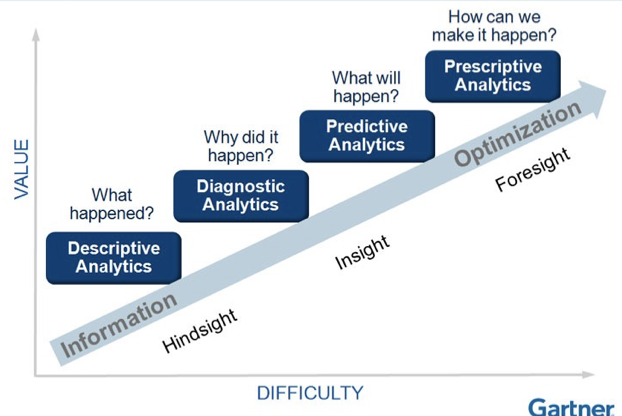 How can we
make it happen?
Prescriptive
Analytics
What will
happen?
Predictive
Analytics
Why did it
happen?
Diagnostic
Analytics
What
happened?
Descriptive
Analytics
VALUE
Information
Optimization
Hindsight
Insight
Foresight
DIFFICULTY
Gartner